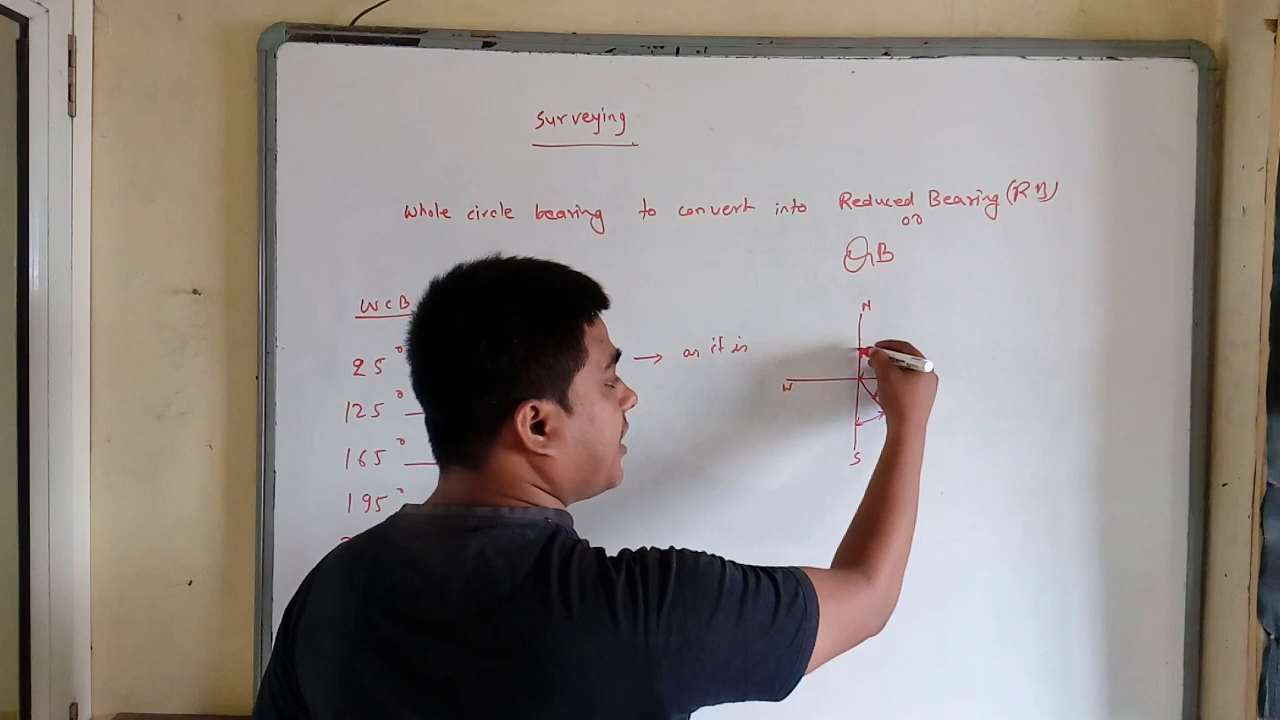 Surveying
Whole circle bearing to convert into Reduced Bearing (RB)
or
QB
WCB
N
25° → as it is
W
125°
165°
S
195°